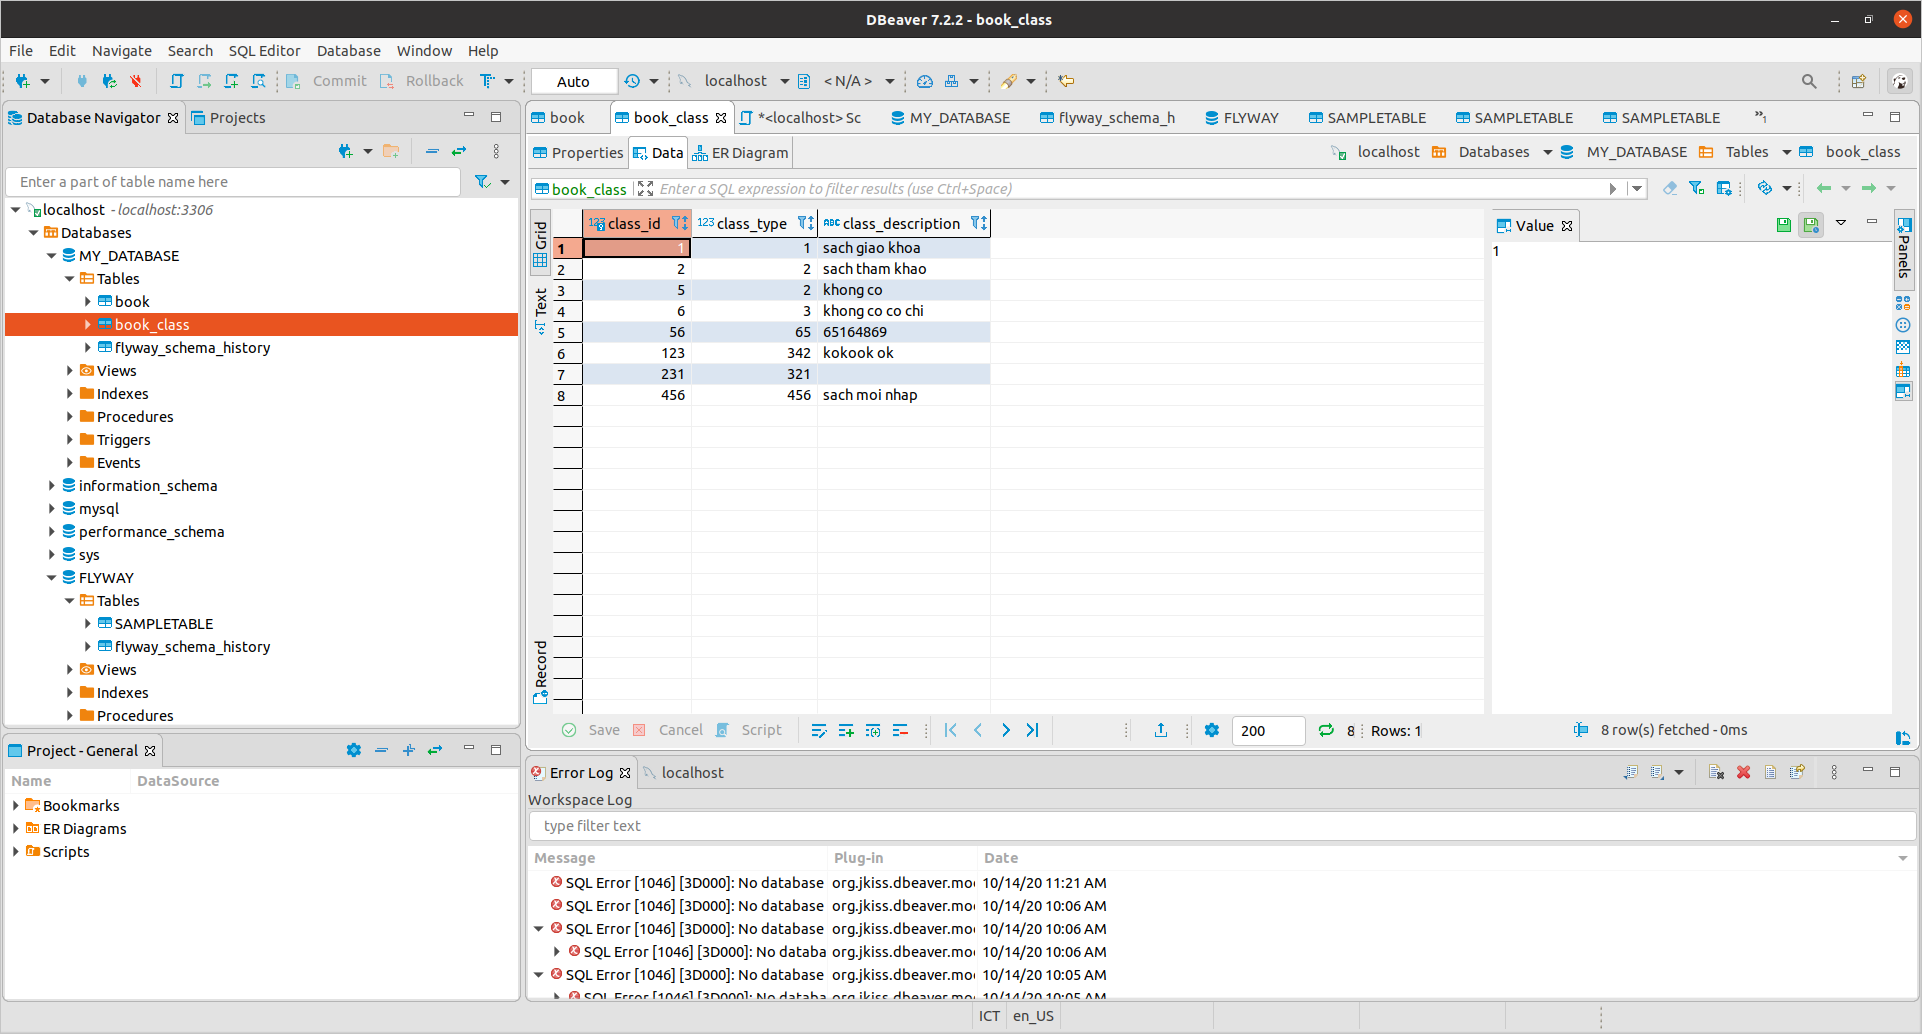 DBeaver 7.2.2 - book_class
File Edit Navigate Search SQL Editor Database Window Help
Commit Rollback Auto localhost < N/A >
Database Navigator Projects
Enter a part of table name here
localhost - localhost:3306
Databases
MY_DATABASE
Tables
book
book_class
flyway_schema_history
Views
Indexes
Procedures
Triggers
Events
information_schema
mysql
performance_schema
sys
FLYWAY
Tables
SAMPLETABLE
flyway_schema_history
Views
Indexes
Procedures
Project - General
Name DataSource
Bookmarks
ER Diagrams
Scripts
book book_class *<localhost> Sc MY_DATABASE flyway_schema_h FLYWAY SAMPLETABLE SAMPLETABLE SAMPLETABLE »1
Properties Data ER Diagram localhost Databases MY_DATABASE Tables book_class
book_class Enter a SQL expression to filter results (use Ctrl+Space)
Grid
Text
Record
123 class_id 123 class_type ABC class_description
1 1 1 sach giao khoa
2 2 2 sach tham khao
3 5 2 khong co
4 6 3 khong co co chi
5 56 65 65164869
6 123 342 kokook ok
7 231 321
8 456 456 sach moi nhap
Value
1
Panels
Save Cancel Script 200 8 Rows: 1 8 row(s) fetched - 0ms
Error Log localhost
Workspace Log
type filter text
Message Plug-in Date
SQL Error [1046] [3D000]: No database org.jkiss.dbeaver.mo 10/14/20 11:21 AM
SQL Error [1046] [3D000]: No database org.jkiss.dbeaver.mo 10/14/20 10:06 AM
SQL Error [1046] [3D000]: No database org.jkiss.dbeaver.mo 10/14/20 10:06 AM
SQL Error [1046] [3D000]: No databa org.jkiss.dbeaver.mo 10/14/20 10:06 AM
SQL Error [1046] [3D000]: No database org.jkiss.dbeaver.mo 10/14/20 10:05 AM
SQL Error [1046] [3D000]: No databa org.jkiss.dbeaver.mo 10/14/20 10:05 AM
ICT en_US